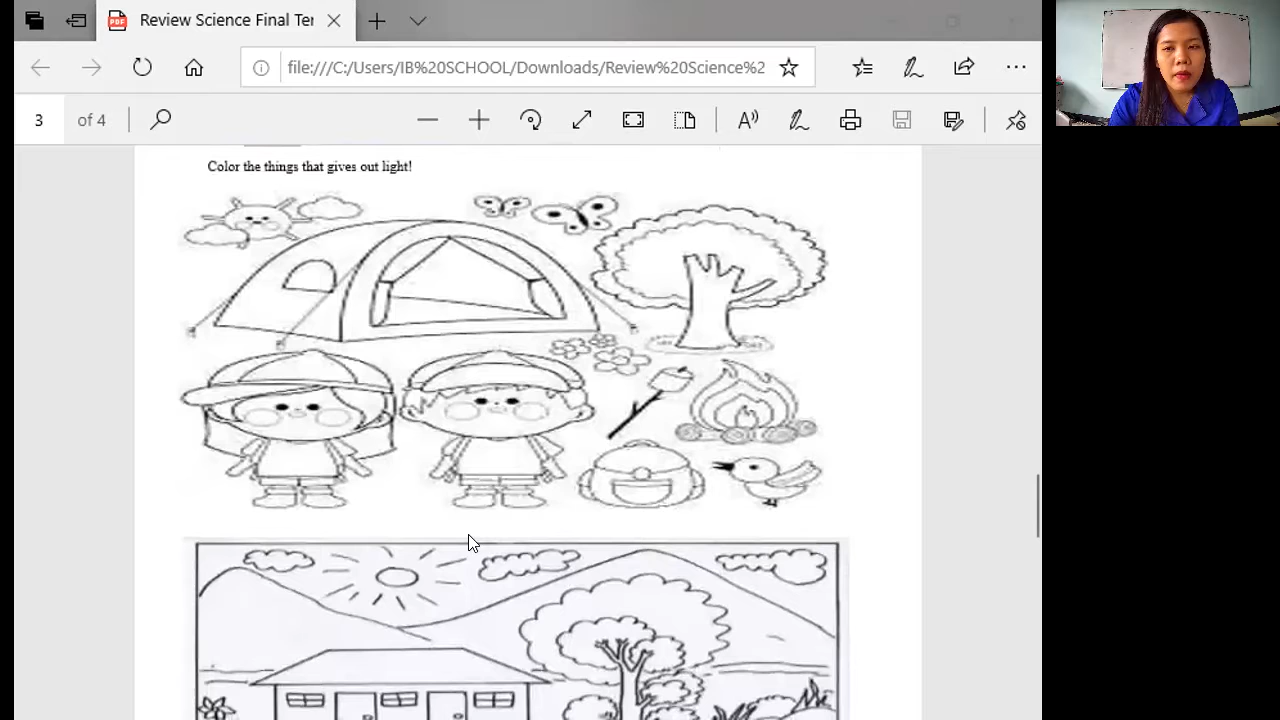 Review Science Final Ter
file:///C:/Users/IB%20SCHOOL/Downloads/Review%20Science%2
3 of 4
Color the things that gives out light!